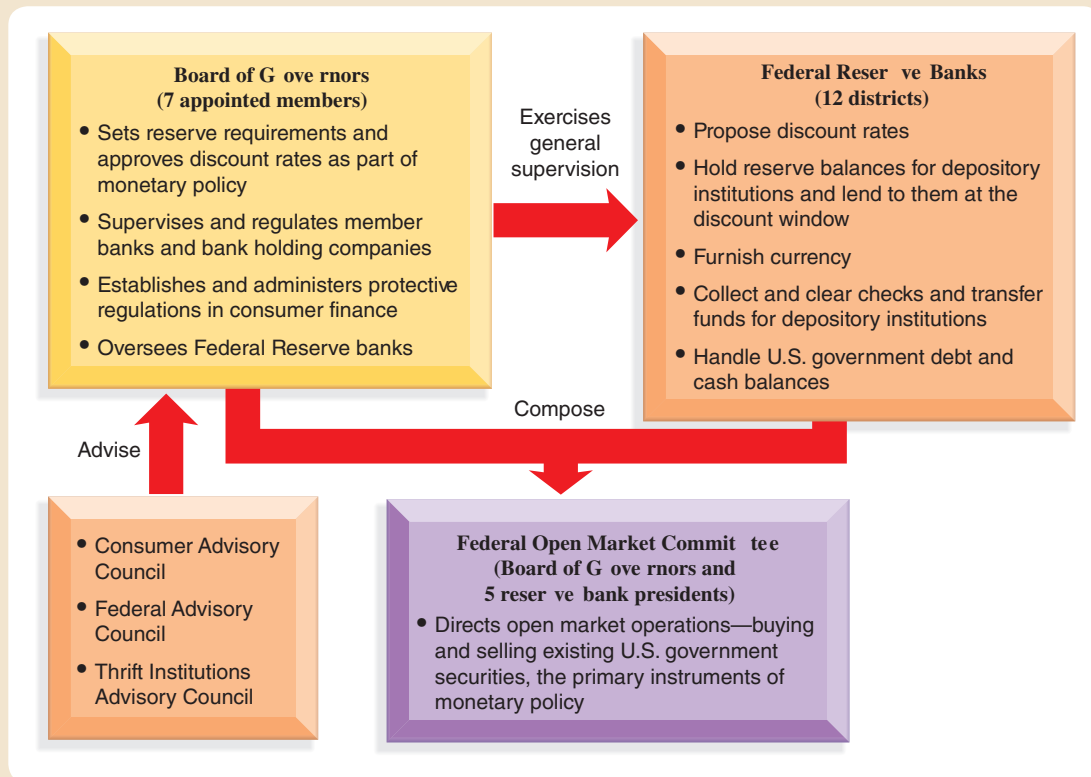 Board of G ove rnors
(7 appointed members)
• Sets reserve requirements and
approves discount rates as part of
monetary policy
• Supervises and regulates member
banks and bank holding companies
• Establishes and administers protective
regulations in consumer finance
• Oversees Federal Reserve banks
Exercises
general
supervision
Federal Reser ve Banks
(12 districts)
• Propose discount rates
• Hold reserve balances for depository
institutions and lend to them at the
discount window
• Furnish currency
• Collect and clear checks and transfer
funds for depository institutions
• Handle U.S. government debt and
cash balances
Advise
Compose
• Consumer Advisory
Council
• Federal Advisory
Council
• Thrift Institutions
Advisory Council
Federal Open Market Commit tee
(Board of G ove rnors and
5 reser ve bank presidents)
• Directs open market operations—buying
and selling existing U.S. government
securities, the primary instruments of
monetary policy